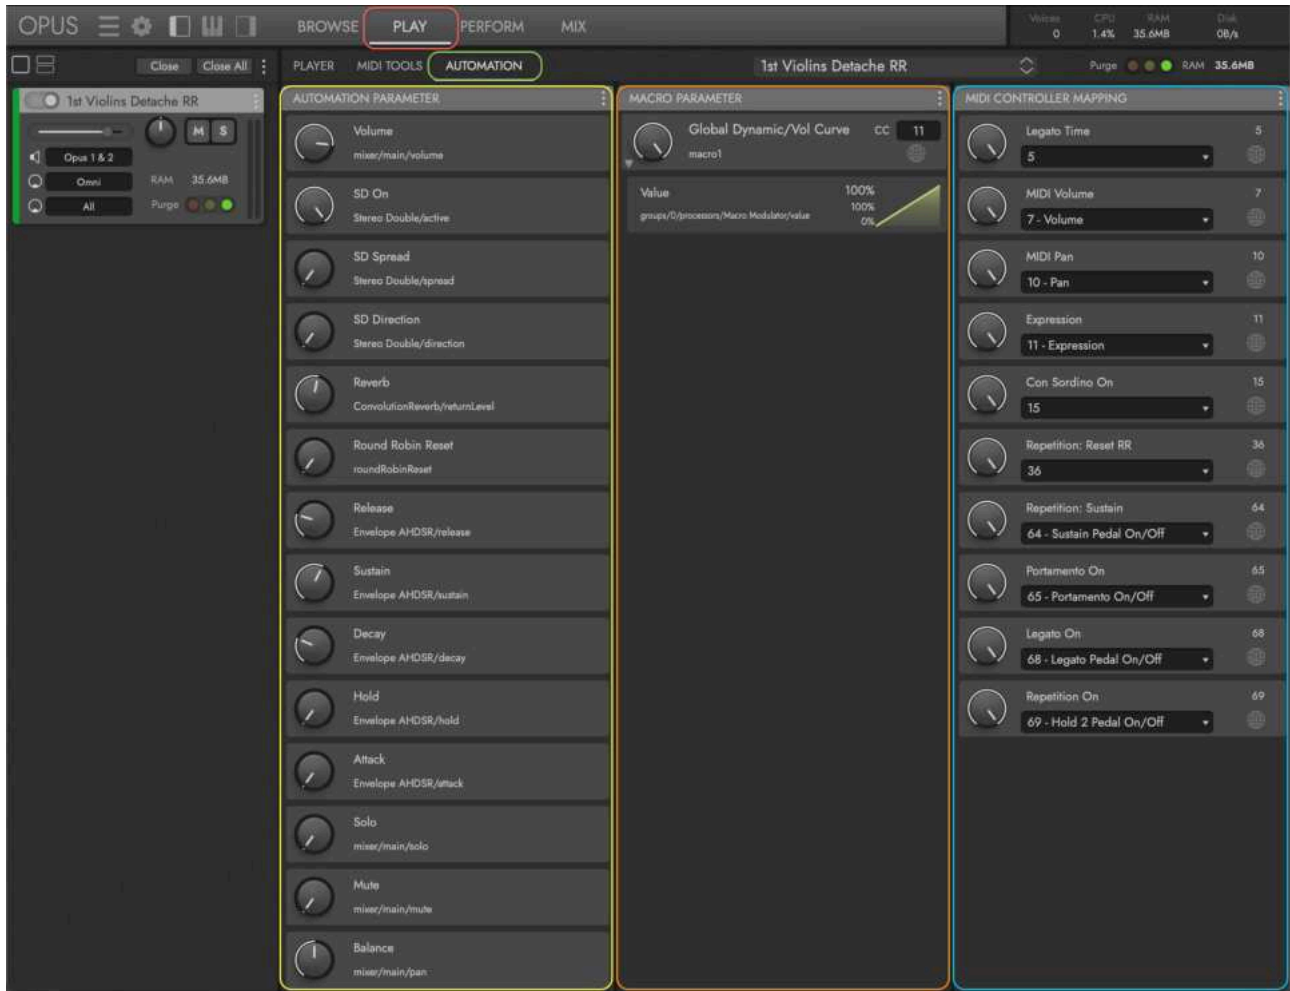 OPUS
BROWSE PLAY PERFORM MIX
Voices CPU RAM Disk
0 1.4% 35.6MB 0B/s
Close Close All
PLAYER MIDI TOOLS AUTOMATION
1st Violins Detache RR
Purge RAM 35.6MB
1st Violins Detache RR
M S
Opus 1 & 2
Omni RAM 35.6MB
All Purge
AUTOMATION PARAMETER
Volume
mixer/main/volume
SD On
Stereo Double/active
SD Spread
Stereo Double/spread
SD Direction
Stereo Double/direction
Reverb
ConvolutionReverb/returnLevel
Round Robin Reset
roundRobinReset
Release
Envelope AHDSR/release
Sustain
Envelope AHDSR/sustain
Decay
Envelope AHDSR/decay
Hold
Envelope AHDSR/hold
Attack
Envelope AHDSR/attack
Solo
mixer/main/solo
Mute
mixer/main/mute
Balance
mixer/main/pan
MACRO PARAMETER
Global Dynamic/Vol Curve CC 11
macro1
Value 100%
groups/0/processors/Macro Modulator/value 100%
0%
MIDI CONTROLLER MAPPING
Legato Time 5
5
MIDI Volume 7
7 - Volume
MIDI Pan 10
10 - Pan
Expression 11
11 - Expression
Con Sordino On 15
15
Repetition: Reset RR 36
36
Repetition: Sustain 64
64 - Sustain Pedal On/Off
Portamento On 65
65 - Portamento On/Off
Legato On 68
68 - Legato Pedal On/Off
Repetition On 69
69 - Hold 2 Pedal On/Off